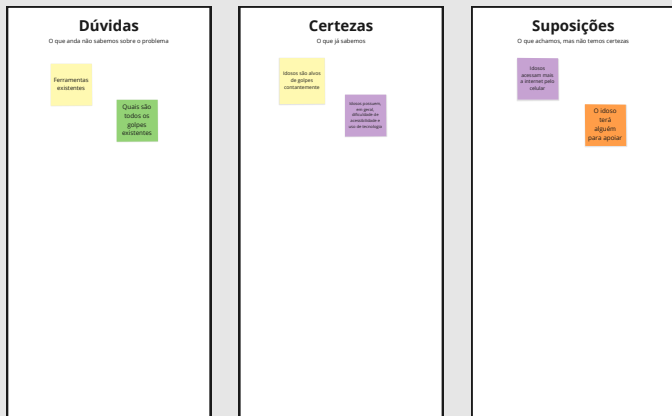 Dúvidas
O que anda não sabemos sobre o problema
Ferramentas
existentes
Quais são
todos os
golpes
existentes
Certezas
O que já sabemos
Idosos são alvos
de golpes
contantemente
Idosos possuem,
em geral,
dificuldade de
acessibilidade e
uso de tecnologia
Suposições
O que achamos, mas não temos certezas
Idosos
acessam mais
a internet pelo
celular
O idoso
terá
alguém
para apoiar